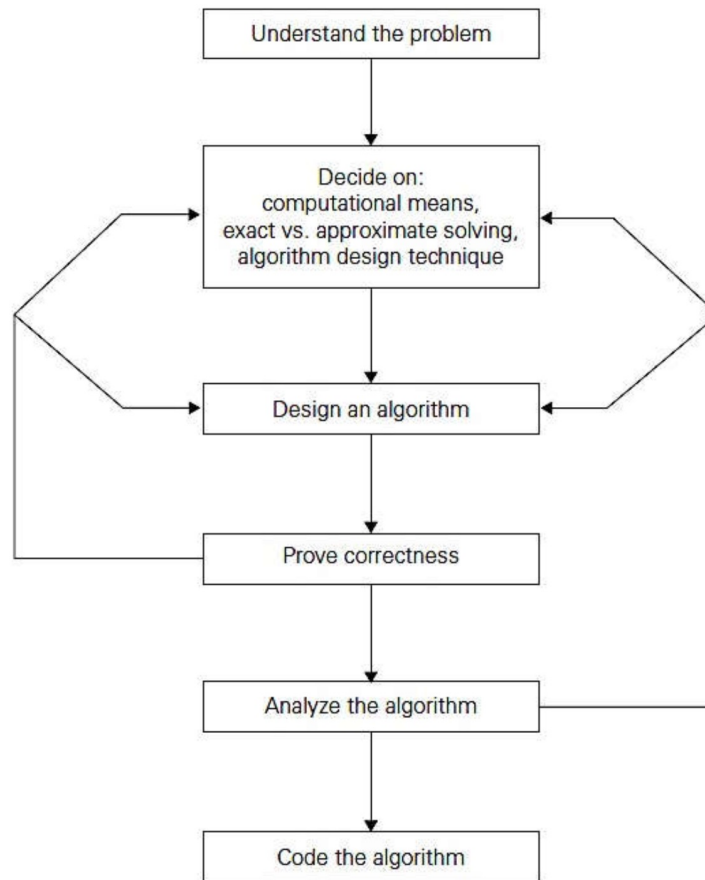 Understand the problem
Decide on:
computational means,
exact vs. approximate solving,
algorithm design technique
Design an algorithm
Prove correctness
Analyze the algorithm
Code the algorithm